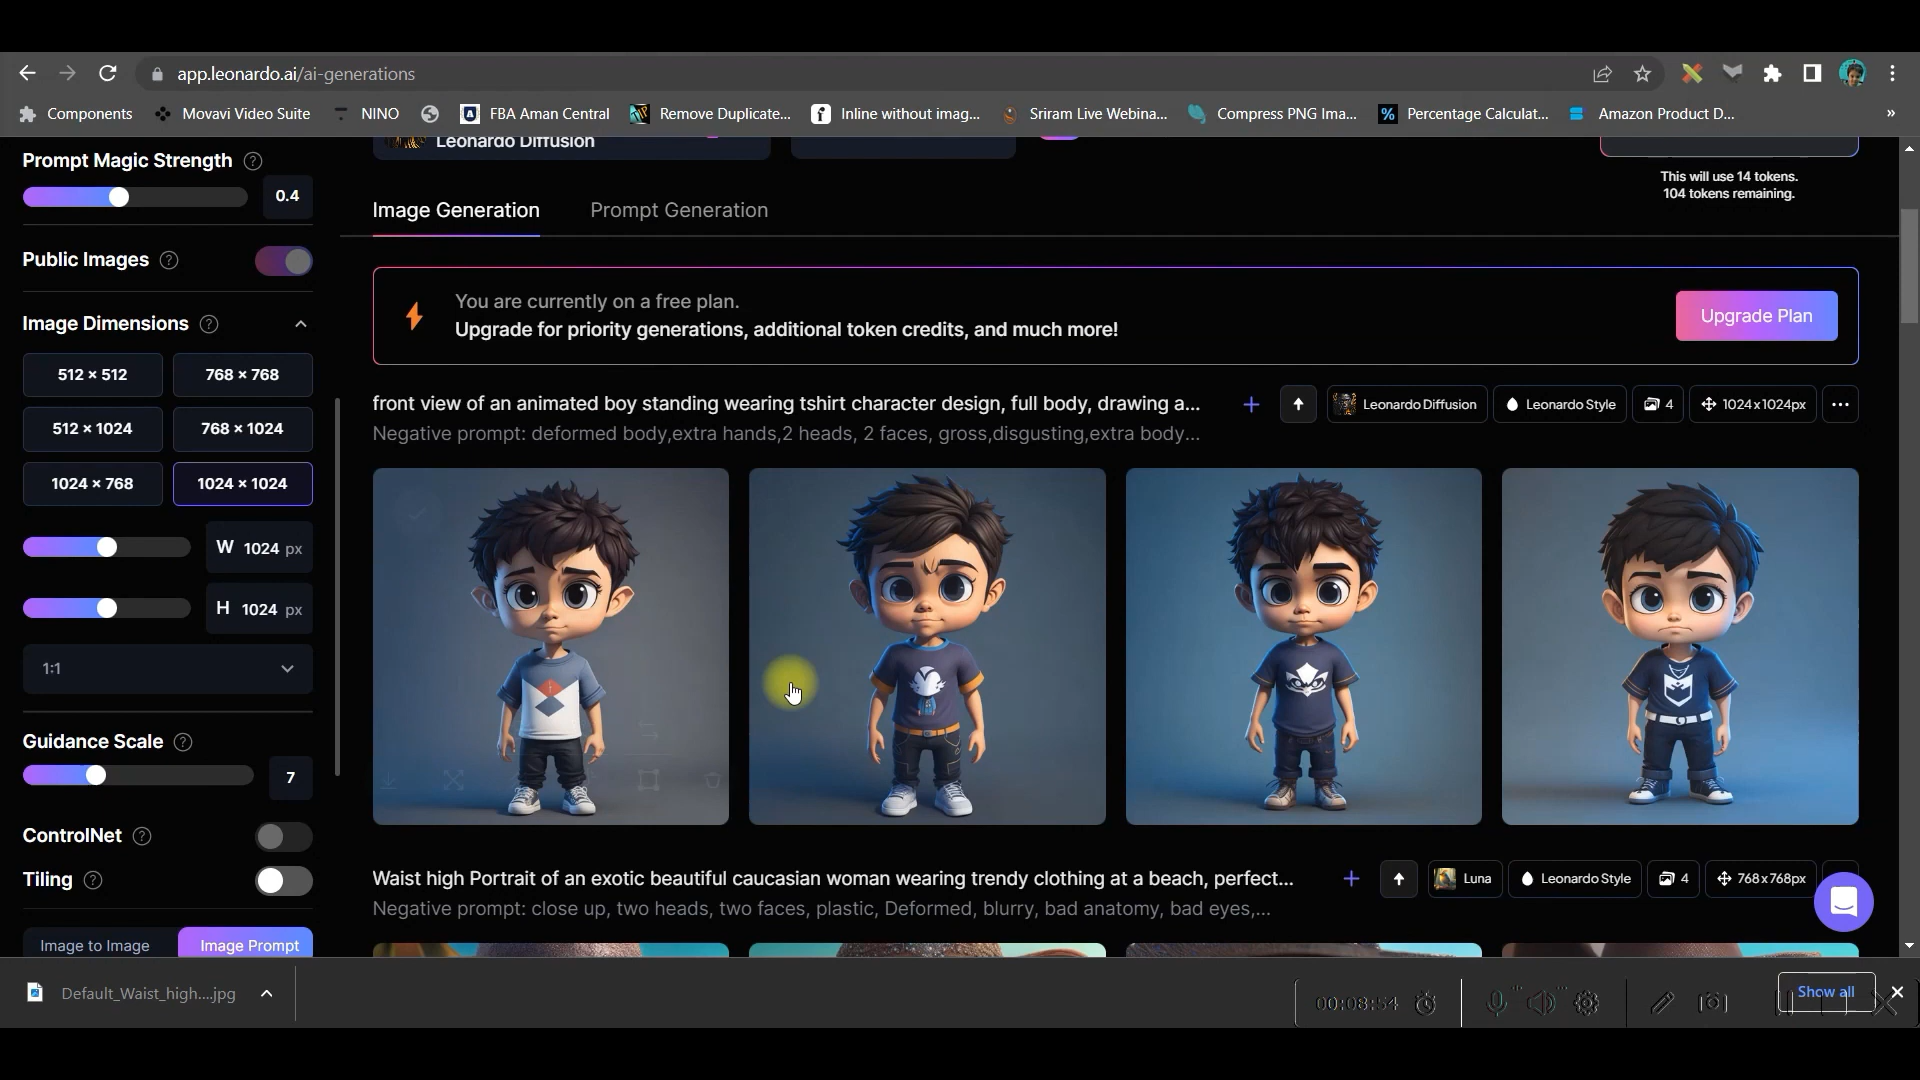 app.leonardo.ai/ai-generations
Components
Movavi Video Suite
NINO
FBA Aman Central
Remove Duplicate...
Inline without imag...
Sriram Live Webina...
Compress PNG Ima...
% Percentage Calculat...
Amazon Product D...
»
Prompt Magic Strength ?
0.4
Public Images ?
Image Dimensions ?
512 × 512
768 × 768
512 × 1024
768 × 1024
1024 × 768
1024 × 1024
W 1024 px
H 1024 px
1:1
Guidance Scale ?
7
ControlNet ?
Tiling ?
Image to Image
Image Prompt
Leonardo Diffusion
This will use 14 tokens.
104 tokens remaining.
Image Generation
Prompt Generation
You are currently on a free plan.
Upgrade for priority generations, additional token credits, and much more!
Upgrade Plan
front view of an animated boy standing wearing tshirt character design, full body, drawing a...
Negative prompt: deformed body,extra hands,2 heads, 2 faces, gross,disgusting,extra body...
Leonardo Diffusion
Leonardo Style
4
1024x1024px
Waist high Portrait of an exotic beautiful caucasian woman wearing trendy clothing at a beach, perfect...
Negative prompt: close up, two heads, two faces, plastic, Deformed, blurry, bad anatomy, bad eyes,...
Luna
Leonardo Style
4
768x768px
Default_Waist_high....jpg
00:08:54
Show all